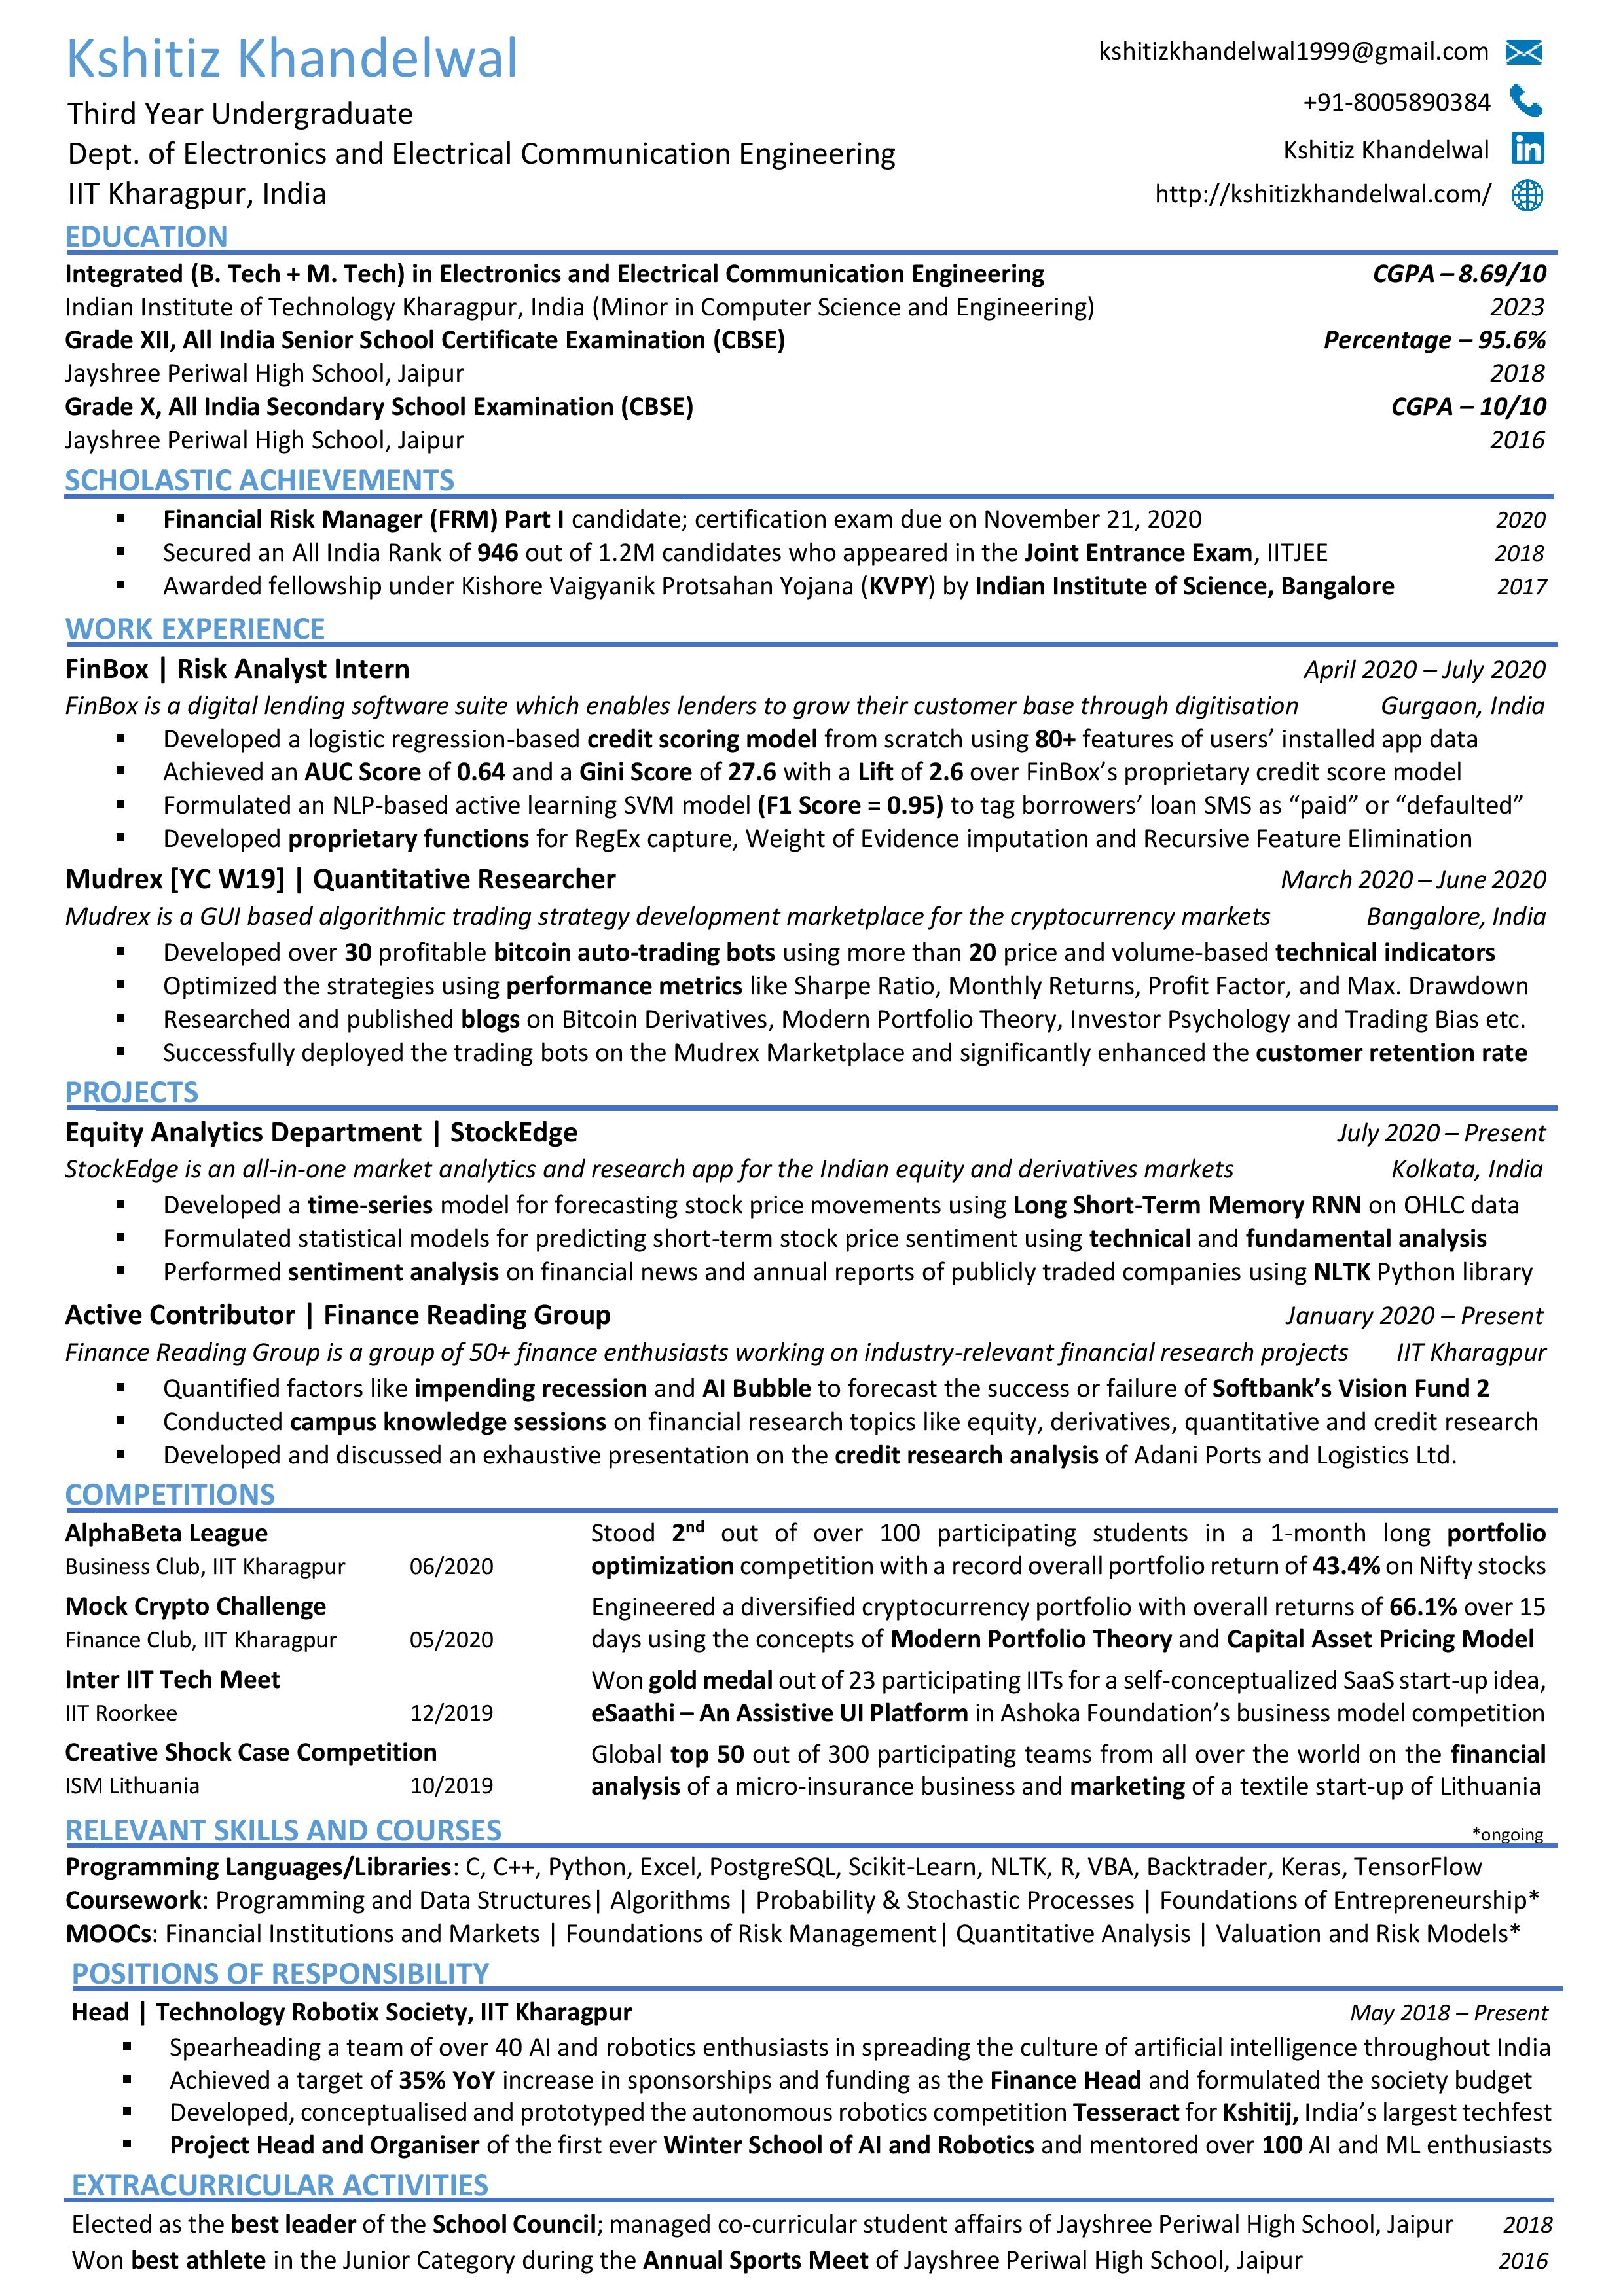 Kshitiz Khandelwal
Third Year Undergraduate
Dept. of Electronics and Electrical Communication Engineering
IIT Kharagpur, India
kshitizkhandelwal1999@gmail.com
+91-8005890384
Kshitiz Khandelwal in
http://kshitizkhandelwal.com/
EDUCATION
Integrated (B. Tech + M. Tech) in Electronics and Electrical Communication Engineering CGPA – 8.69/10
Indian Institute of Technology Kharagpur, India (Minor in Computer Science and Engineering) 2023
Grade XII, All India Senior School Certificate Examination (CBSE) Percentage – 95.6%
Jayshree Periwal High School, Jaipur 2018
Grade X, All India Secondary School Examination (CBSE) CGPA – 10/10
Jayshree Periwal High School, Jaipur 2016
SCHOLASTIC ACHIEVEMENTS
▪ Financial Risk Manager (FRM) Part I candidate; certification exam due on November 21, 2020 2020
▪ Secured an All India Rank of 946 out of 1.2M candidates who appeared in the Joint Entrance Exam, IITJEE 2018
▪ Awarded fellowship under Kishore Vaigyanik Protsahan Yojana (KVPY) by Indian Institute of Science, Bangalore 2017
WORK EXPERIENCE
FinBox | Risk Analyst Intern April 2020 – July 2020
FinBox is a digital lending software suite which enables lenders to grow their customer base through digitisation Gurgaon, India
▪ Developed a logistic regression-based credit scoring model from scratch using 80+ features of users’ installed app data
▪ Achieved an AUC Score of 0.64 and a Gini Score of 27.6 with a Lift of 2.6 over FinBox’s proprietary credit score model
▪ Formulated an NLP-based active learning SVM model (F1 Score = 0.95) to tag borrowers’ loan SMS as “paid” or “defaulted”
▪ Developed proprietary functions for RegEx capture, Weight of Evidence imputation and Recursive Feature Elimination
Mudrex [YC W19] | Quantitative Researcher March 2020 – June 2020
Mudrex is a GUI based algorithmic trading strategy development marketplace for the cryptocurrency markets Bangalore, India
▪ Developed over 30 profitable bitcoin auto-trading bots using more than 20 price and volume-based technical indicators
▪ Optimized the strategies using performance metrics like Sharpe Ratio, Monthly Returns, Profit Factor, and Max. Drawdown
▪ Researched and published blogs on Bitcoin Derivatives, Modern Portfolio Theory, Investor Psychology and Trading Bias etc.
▪ Successfully deployed the trading bots on the Mudrex Marketplace and significantly enhanced the customer retention rate
PROJECTS
Equity Analytics Department | StockEdge July 2020 – Present
StockEdge is an all-in-one market analytics and research app for the Indian equity and derivatives markets Kolkata, India
▪ Developed a time-series model for forecasting stock price movements using Long Short-Term Memory RNN on OHLC data
▪ Formulated statistical models for predicting short-term stock price sentiment using technical and fundamental analysis
▪ Performed sentiment analysis on financial news and annual reports of publicly traded companies using NLTK Python library
Active Contributor | Finance Reading Group January 2020 – Present
Finance Reading Group is a group of 50+ finance enthusiasts working on industry-relevant financial research projects IIT Kharagpur
▪ Quantified factors like impending recession and AI Bubble to forecast the success or failure of Softbank’s Vision Fund 2
▪ Conducted campus knowledge sessions on financial research topics like equity, derivatives, quantitative and credit research
▪ Developed and discussed an exhaustive presentation on the credit research analysis of Adani Ports and Logistics Ltd.
COMPETITIONS
AlphaBeta League Stood 2nd out of over 100 participating students in a 1-month long portfolio
Business Club, IIT Kharagpur 06/2020 optimization competition with a record overall portfolio return of 43.4% on Nifty stocks
Mock Crypto Challenge Engineered a diversified cryptocurrency portfolio with overall returns of 66.1% over 15
Finance Club, IIT Kharagpur 05/2020 days using the concepts of Modern Portfolio Theory and Capital Asset Pricing Model
Inter IIT Tech Meet Won gold medal out of 23 participating IITs for a self-conceptualized SaaS start-up idea,
IIT Roorkee 12/2019 eSaathi – An Assistive UI Platform in Ashoka Foundation’s business model competition
Creative Shock Case Competition Global top 50 out of 300 participating teams from all over the world on the financial
ISM Lithuania 10/2019 analysis of a micro-insurance business and marketing of a textile start-up of Lithuania
RELEVANT SKILLS AND COURSES *ongoing
Programming Languages/Libraries: C, C++, Python, Excel, PostgreSQL, Scikit-Learn, NLTK, R, VBA, Backtrader, Keras, TensorFlow
Coursework: Programming and Data Structures| Algorithms | Probability & Stochastic Processes | Foundations of Entrepreneurship*
MOOCs: Financial Institutions and Markets | Foundations of Risk Management| Quantitative Analysis | Valuation and Risk Models*
POSITIONS OF RESPONSIBILITY
Head | Technology Robotix Society, IIT Kharagpur May 2018 – Present
▪ Spearheading a team of over 40 AI and robotics enthusiasts in spreading the culture of artificial intelligence throughout India
▪ Achieved a target of 35% YoY increase in sponsorships and funding as the Finance Head and formulated the society budget
▪ Developed, conceptualised and prototyped the autonomous robotics competition Tesseract for Kshitij, India’s largest techfest
▪ Project Head and Organiser of the first ever Winter School of AI and Robotics and mentored over 100 AI and ML enthusiasts
EXTRACURRICULAR ACTIVITIES
Elected as the best leader of the School Council; managed co-curricular student affairs of Jayshree Periwal High School, Jaipur 2018
Won best athlete in the Junior Category during the Annual Sports Meet of Jayshree Periwal High School, Jaipur 2016